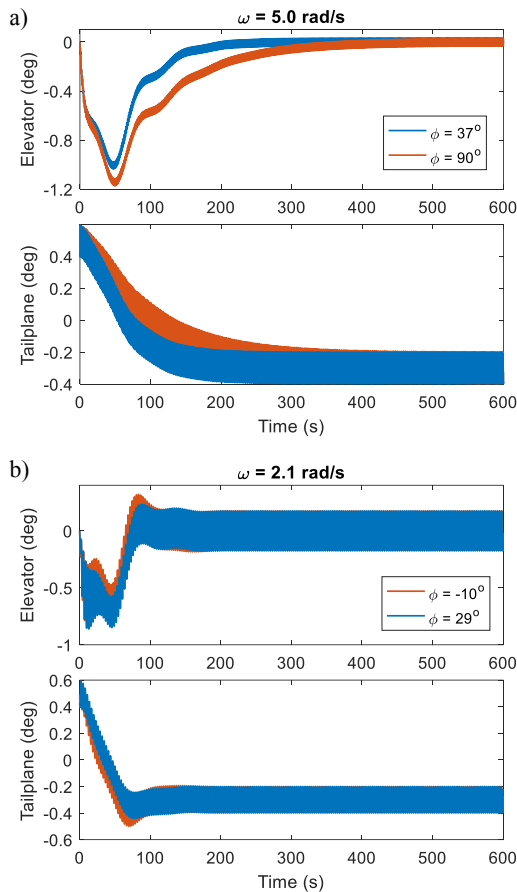 a)
ω = 5.0 rad/s
Elevator (deg)
0
-0.4
-0.8
-1.2
0 100 200 300 400 500 600
ϕ = 37°
ϕ = 90°
Tailplane (deg)
0.4
0.2
0
-0.2
-0.4
0 100 200 300 400 500 600
Time (s)
b)
ω = 2.1 rad/s
Elevator (deg)
0
-0.5
-1
0 100 200 300 400 500 600
ϕ = -10°
ϕ = 29°
Tailplane (deg)
0.6
0.4
0.2
0
-0.2
-0.4
-0.6
0 100 200 300 400 500 600
Time (s)